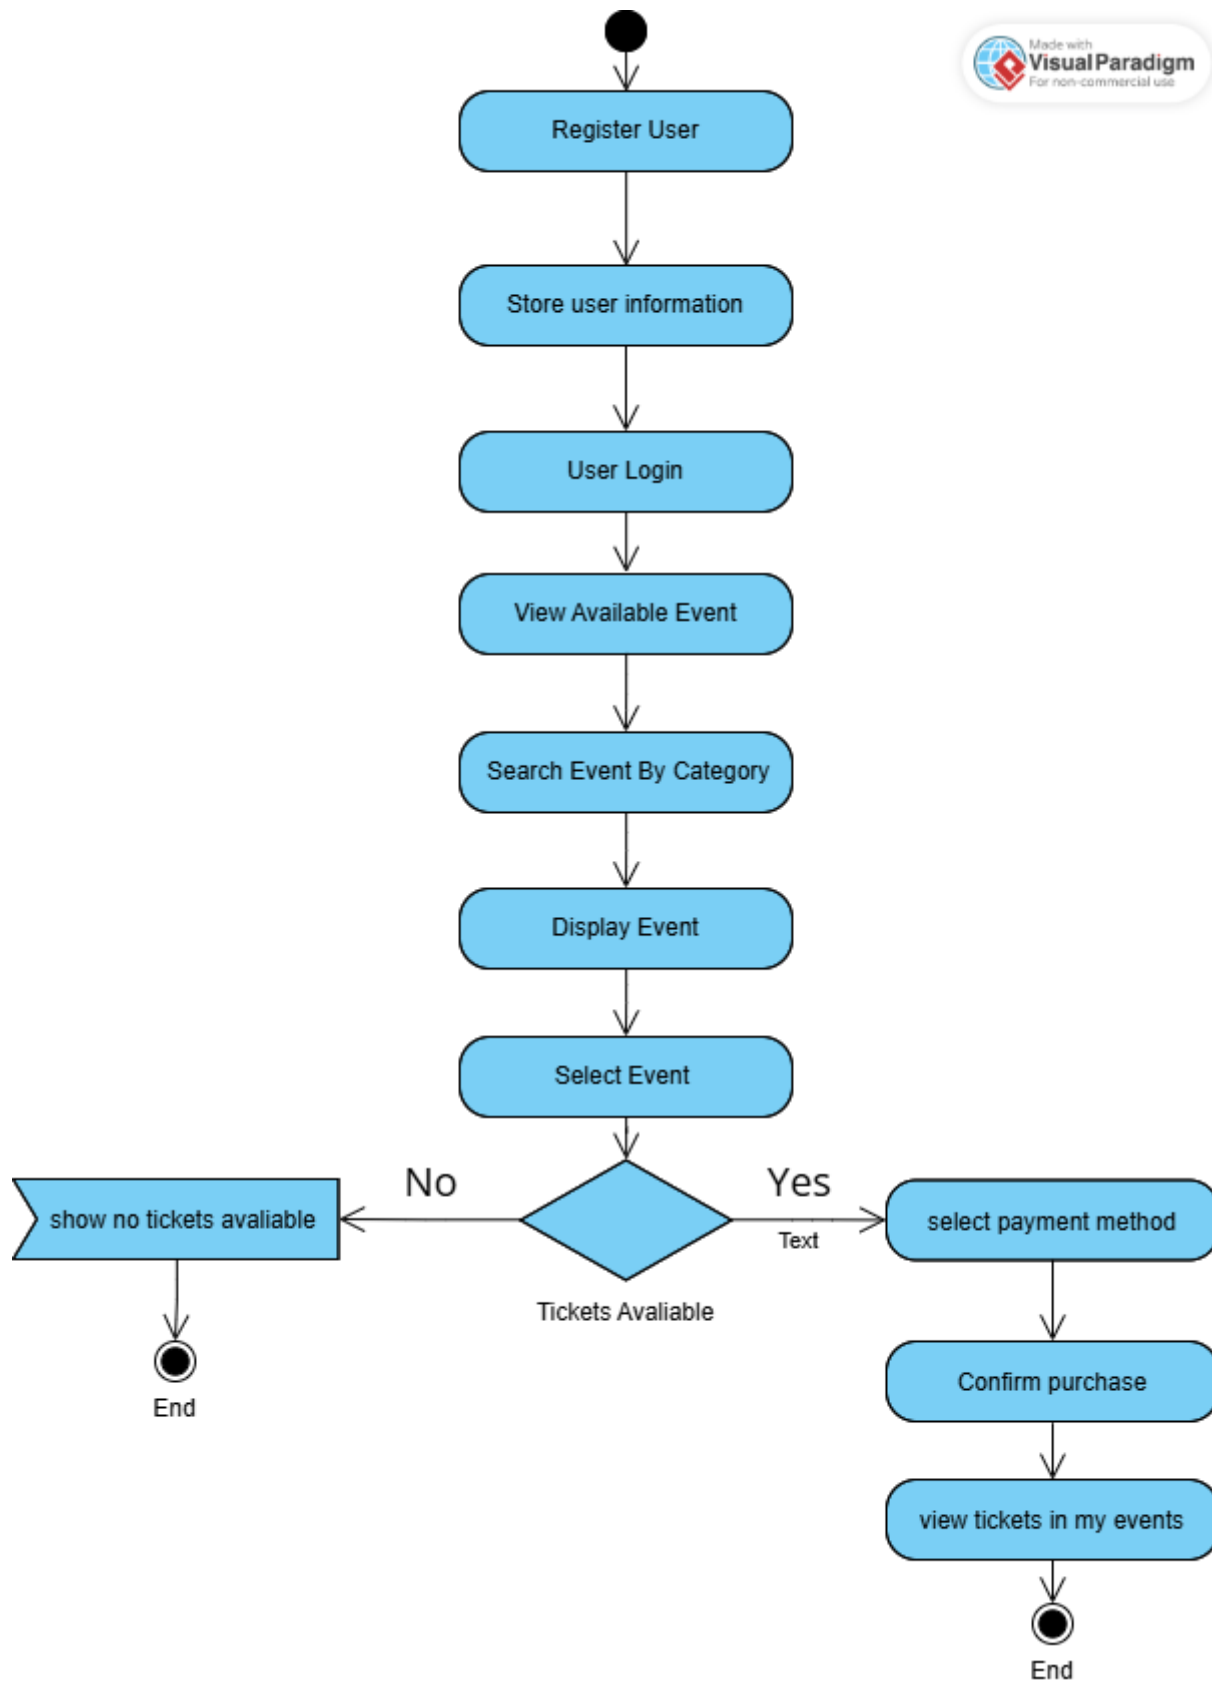 Made with
Visual Paradigm
For non-commercial use
Register User
Store user information
User Login
View Available Event
Search Event By Category
Display Event
Select Event
No
Yes
show no tickets avaliable
select payment method
Text
Tickets Avaliable
Confirm purchase
End
view tickets in my events
End